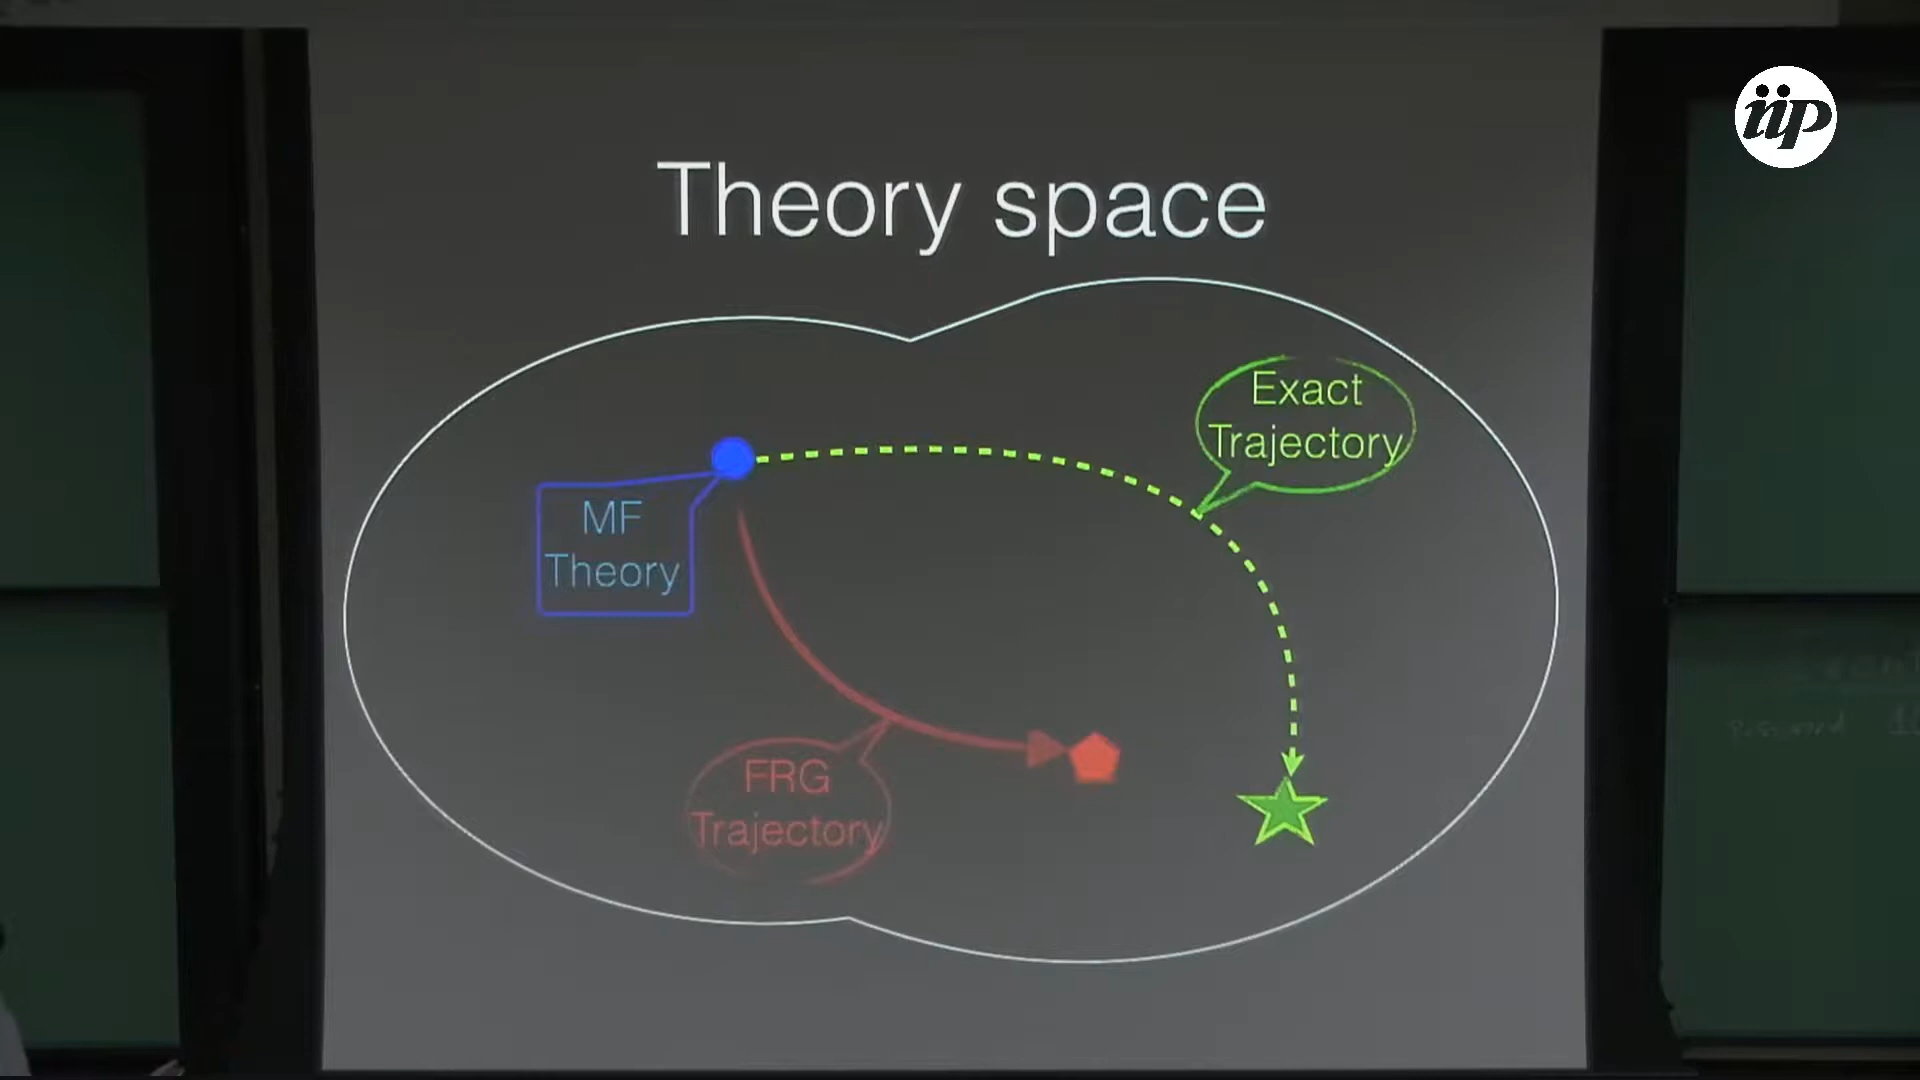 iip
Theory space
Exact
Trajectory
MF
Theory
FRG
Trajectory